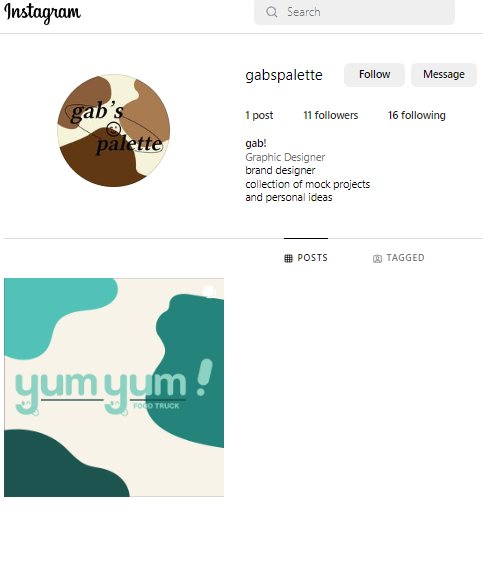 Instagram
Search
gabspalette
Follow
Message
1 post
11 followers
16 following
gab's
palette
gab!
Graphic Designer
brand designer
collection of mock projects
and personal ideas
POSTS
TAGGED
yum yum!
FOOD TRUCK